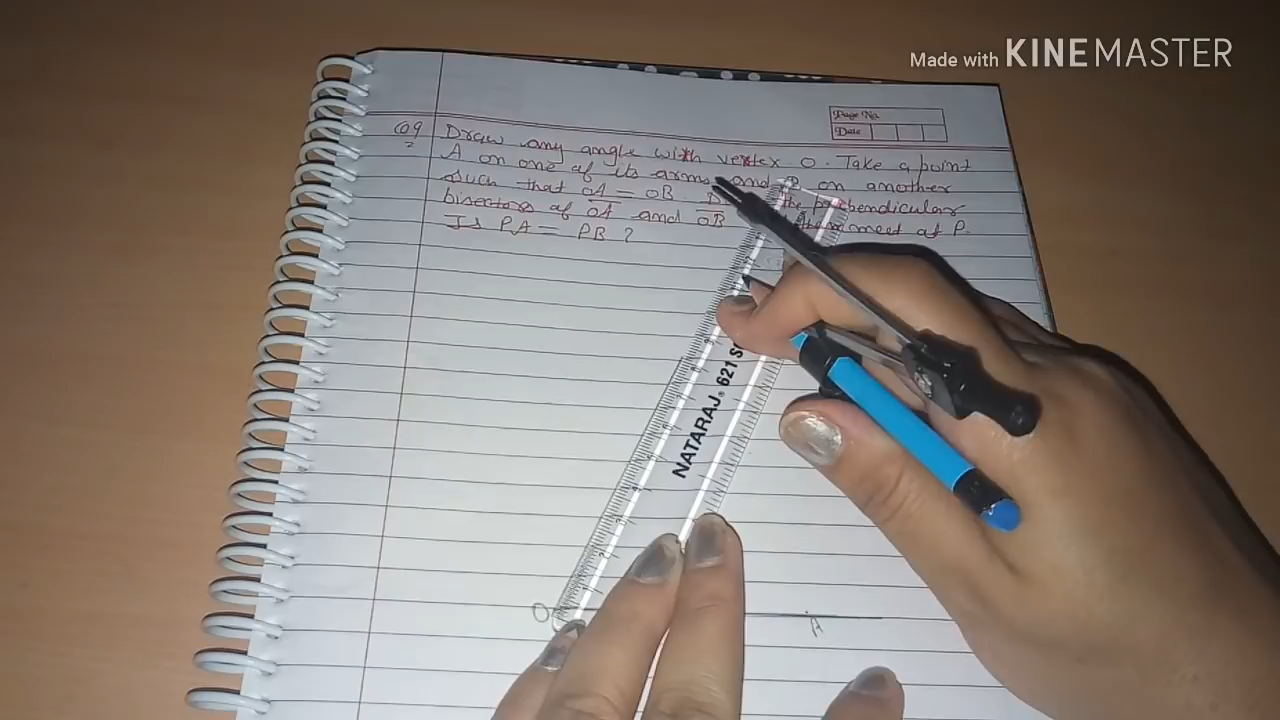 Made with KINEMASTER
Page No.
Date
Q9 Draw any angle with vertex O. Take a point
A on one of its arms and B on another
such that OA = OB. the perpendicular
bisectors of OA and OB meet at P.
Is PA = PB ?
NATARAJ 621
O
A